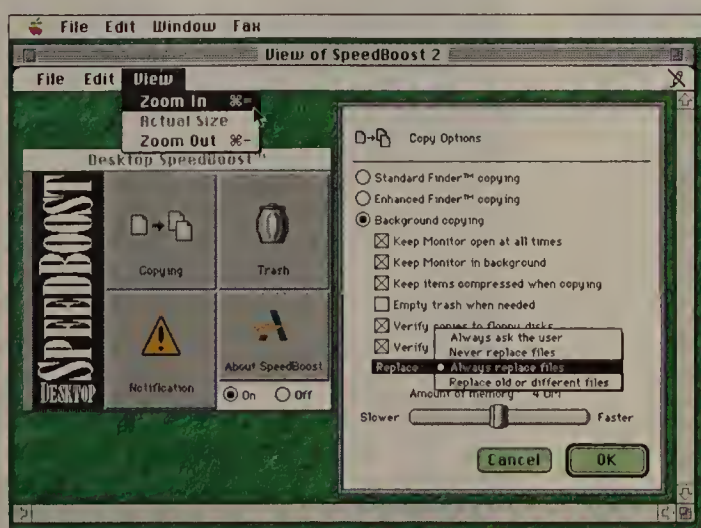 File Edit Window Fax
View of SpeedBoost 2
File Edit View
Zoom In ⌘=
Actual Size
Zoom Out ⌘-
Desktop SpeedBoost™
DESKTOP SPEEDBOOST
Copying
Trash
Notification
About SpeedBoost
On Off
Copy Options
Standard Finder™ copying
Enhanced Finder™ copying
Background copying
Keep Monitor open at all times
Keep Monitor in background
Keep items compressed when copying
Empty trash when needed
Verify copies to floppy disks
Verify
Always ask the user
Never replace files
Replace • Always replace files
Replace old or different files
Amount of memory
Slower Faster
Cancel OK